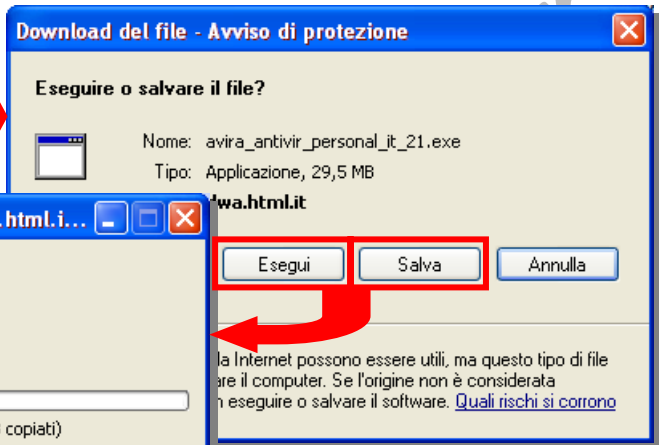 Download del file - Avviso di protezione
Eseguire o salvare il file?
Nome: avira_antivir_personal_it_21.exe
Tipo: Applicazione, 29,5 MB
dwa.html.it
.html.i...
Esegui Salva Annulla
la Internet possono essere utili, ma questo tipo di file
are il computer. Se l'origine non è considerata
eseguire o salvare il software. Quali rischi si corrono
copiati)